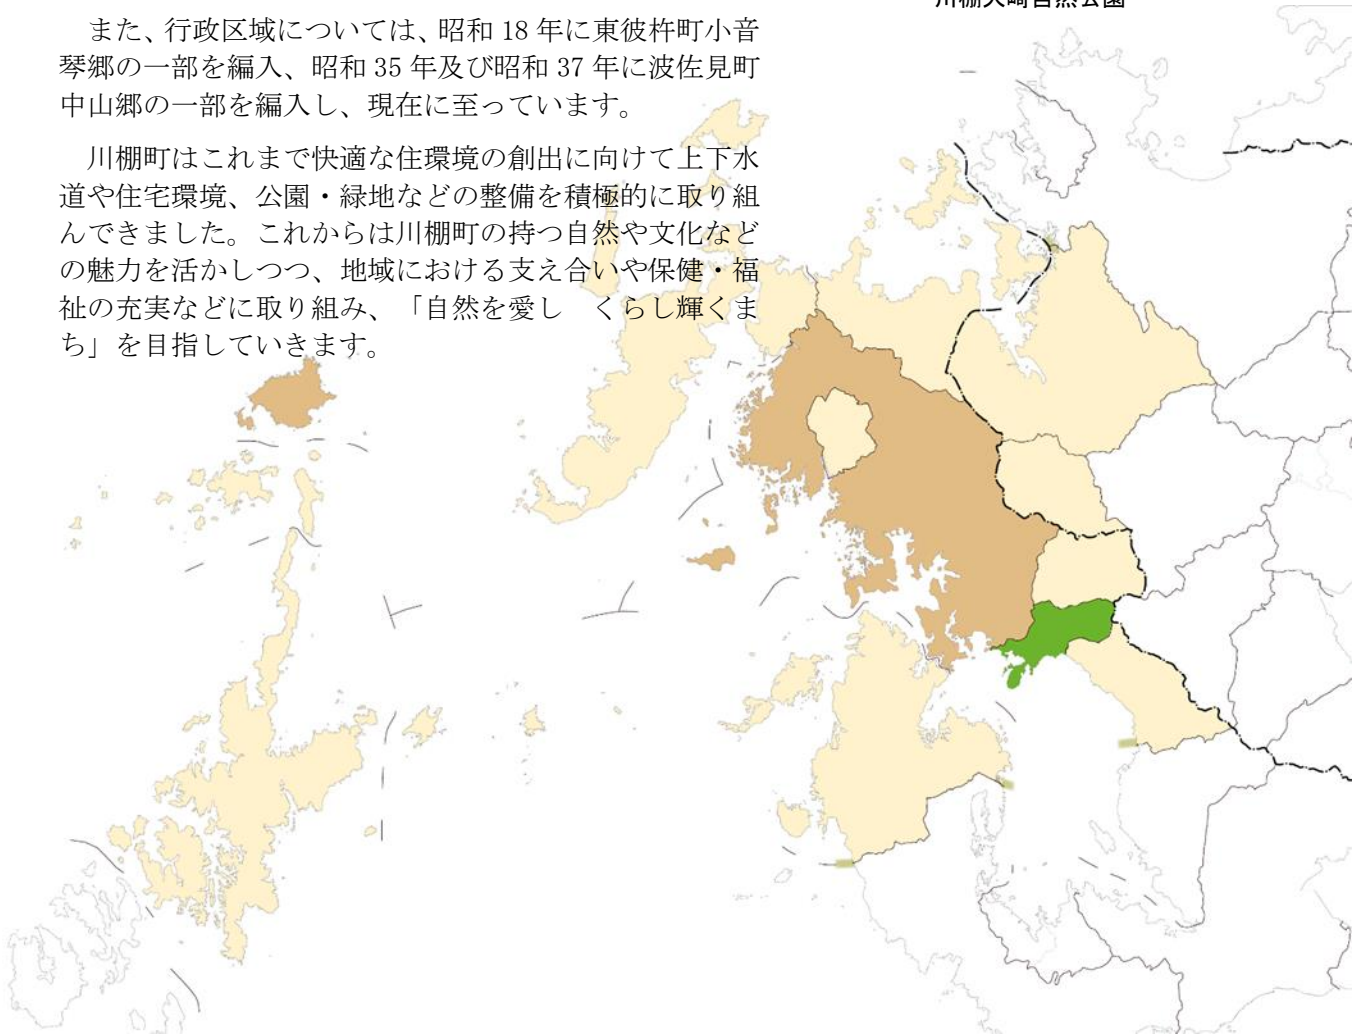 川棚大崎自然公園
また、行政区域については、昭和 18 年に東彼杵町小音
琴郷の一部を編入、昭和 35 年及び昭和 37 年に波佐見町
中山郷の一部を編入し、現在に至っています。
川棚町はこれまで快適な住環境の創出に向けて上下水
道や住宅環境、公園・緑地などの整備を積極的に取り組
んできました。これからは川棚町の持つ自然や文化など
の魅力を活かしつつ、地域における支え合いや保健・福
祉の充実などに取り組み、「自然を愛し　くらし輝くま
ち」を目指していきます。